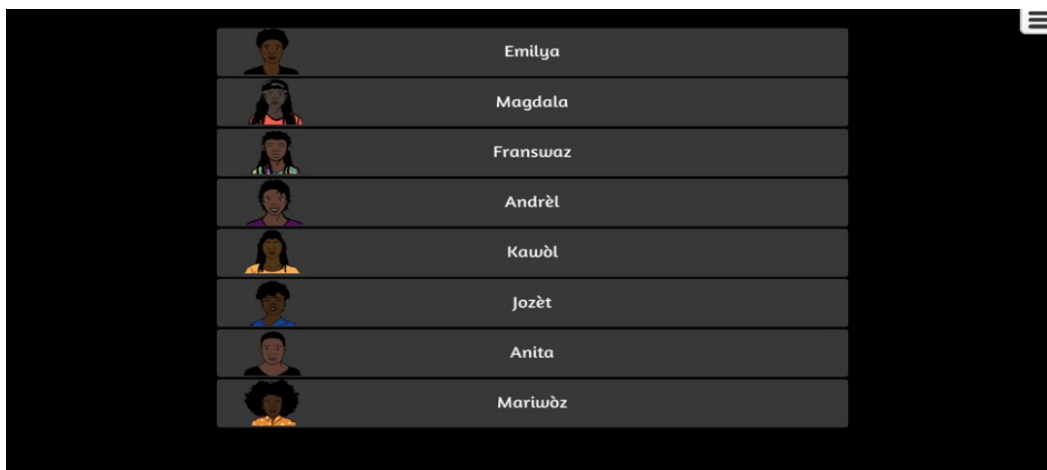 Emilya
Magdala
Franswaz
Andrèl
Kawòl
Jozèt
Anita
Mariwòz